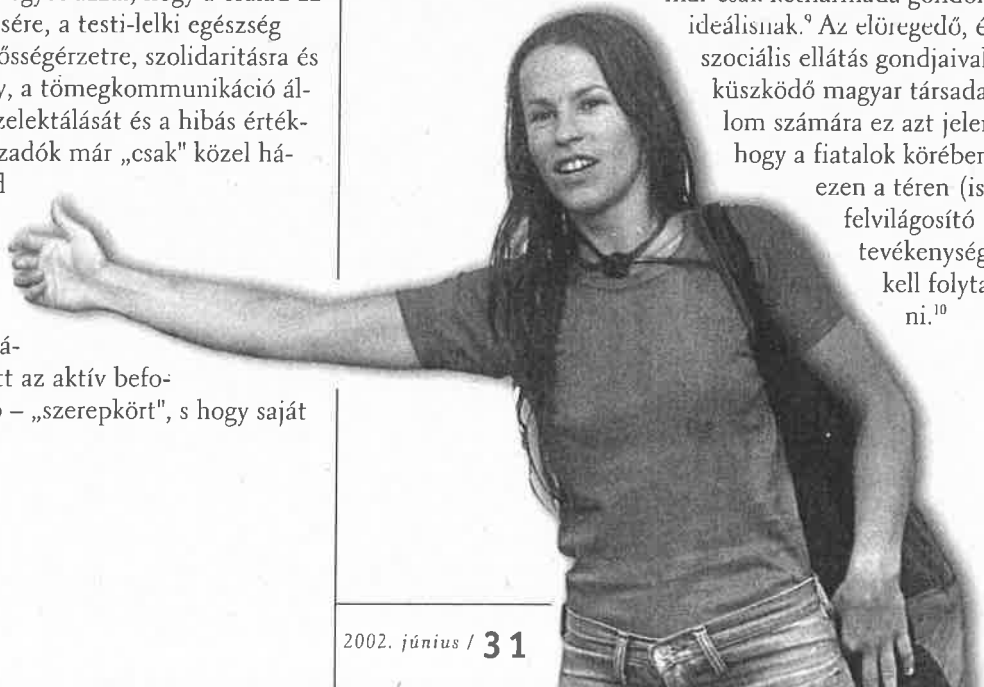 sére, a testi-lelki egészség
ősségérzetre, szolidaritásra és
y, a tömegkommunikáció ál-
zelektálását és a hibás érték-
zadók már „csak" közel há-
á-
tt az aktív befo-
– „szerepkört", s hogy saját
ideálisnak.⁹ Az elöregedő, é
szociális ellátás gondjaival
küszködő magyar társada
lom számára ez azt jelen
hogy a fiatalok körében
ezen a téren (is
felvilágosító
tevékenység
kell folyta
ni.¹⁰
2002. június / 31